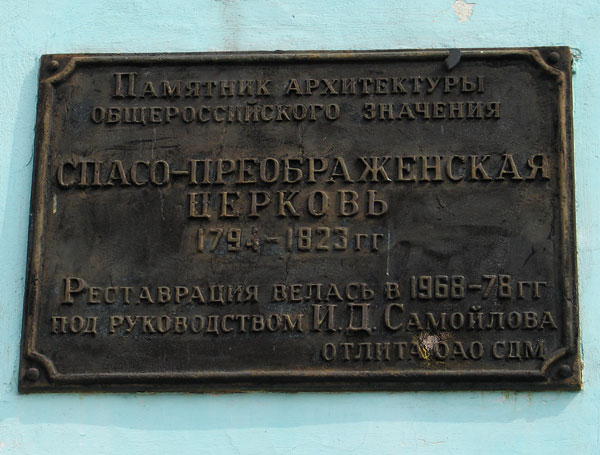 Памятник архитектуры
общероссийского значения
Спасо-Преображенская
церковь
1794-1823 гг
Реставрация велась в 1968-78 гг
под руководством И.Д. Самойлова
отлита ОАО СДМ